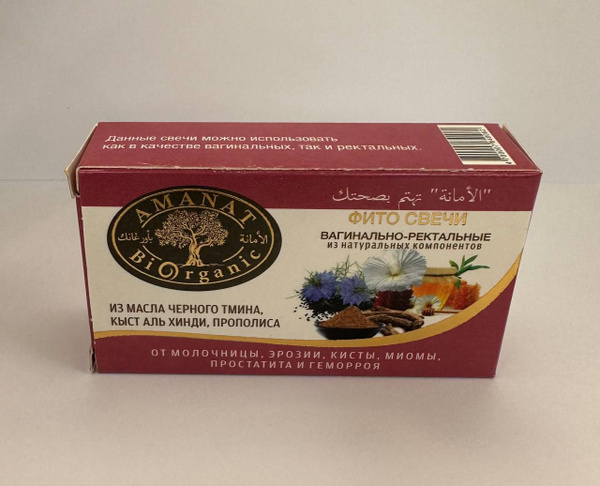 Данные свечи можно использовать
как в качестве вагинальных, так и ректальных.
"الأمانة" تهتم بصحتك
ФИТО СВЕЧИ
ВАГИНАЛЬНО-РЕКТАЛЬНЫЕ
из натуральных компонентов
AMANAT
الأمانة بأورغانك
BiOrganic
ИЗ МАСЛА ЧЕРНОГО ТМИНА,
КЫСТ АЛЬ ХИНДИ, ПРОПОЛИСА
ОТ МОЛОЧНИЦЫ, ЭРОЗИИ, КИСТЫ, МИОМЫ,
ПРОСТАТИТА И ГЕМОРРОЯ